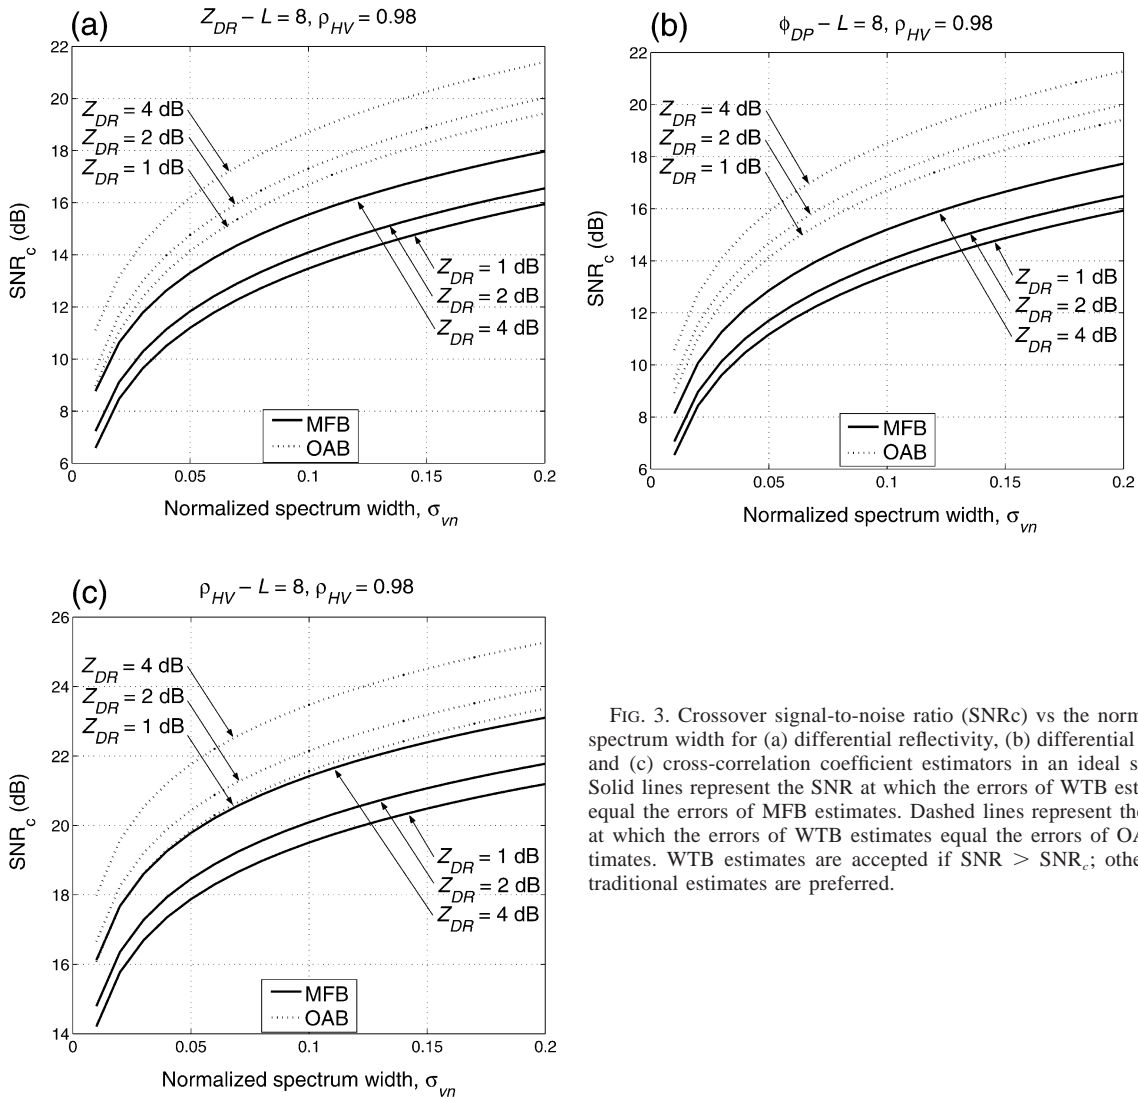 (a)
Z_DR – L = 8, ρ_HV = 0.98
22
20
18
16
14
12
10
8
6
SNR_c (dB)
Z_DR = 4 dB
Z_DR = 2 dB
Z_DR = 1 dB
Z_DR = 1 dB
Z_DR = 2 dB
Z_DR = 4 dB
MFB
OAB
0 0.05 0.1 0.15 0.2
Normalized spectrum width, σ_vn
(b)
ϕ_DP – L = 8, ρ_HV = 0.98
22
20
18
16
14
12
10
8
6
SNR_c (dB)
Z_DR = 4 dB
Z_DR = 2 dB
Z_DR = 1 dB
Z_DR = 1 dB
Z_DR = 2 dB
Z_DR = 4 dB
MFB
OAB
0 0.05 0.1 0.15 0.2
Normalized spectrum width, σ_vn
(c)
ρ_HV – L = 8, ρ_HV = 0.98
26
24
22
20
18
16
14
SNR_c (dB)
Z_DR = 4 dB
Z_DR = 2 dB
Z_DR = 1 dB
Z_DR = 1 dB
Z_DR = 2 dB
Z_DR = 4 dB
MFB
OAB
0 0.05 0.1 0.15 0.2
Normalized spectrum width, σ_vn
FIG. 3. Crossover signal-to-noise ratio (SNRc) vs the norm
spectrum width for (a) differential reflectivity, (b) differential
and (c) cross-correlation coefficient estimators in an ideal s
Solid lines represent the SNR at which the errors of WTB est
equal the errors of MFB estimates. Dashed lines represent the
at which the errors of WTB estimates equal the errors of OA
timates. WTB estimates are accepted if SNR > SNR_c; othe
traditional estimates are preferred.